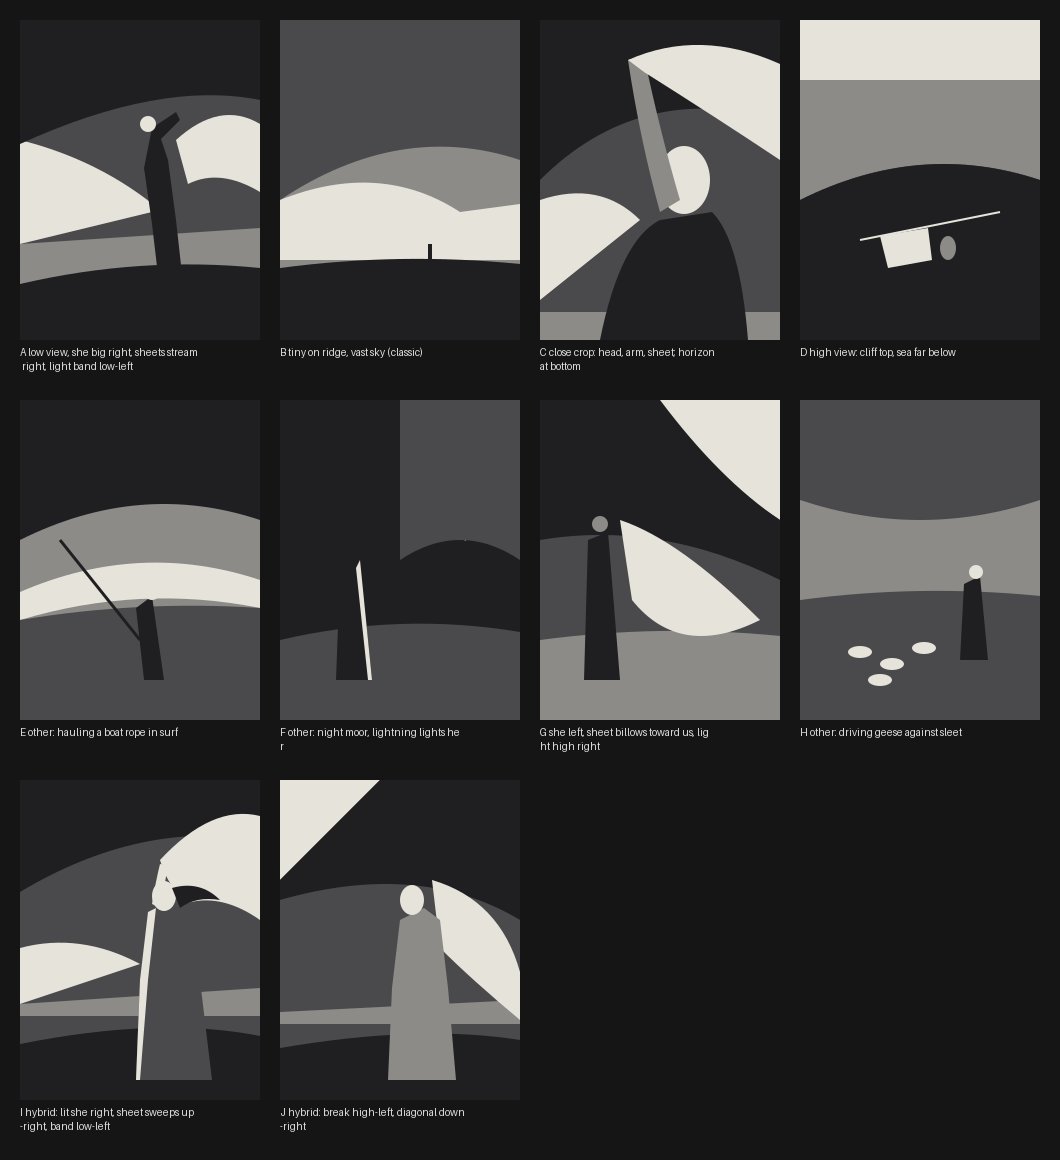 A low view, she big right, sheets stream
right, light band low-left
B tiny on ridge, vast sky (classic)
C close crop: head, arm, sheet; horizon
at bottom
D high view: cliff top, sea far below
E other: hauling a boat rope in surf
F other: night moor, lightning lights he
r
G she left, sheet billows toward us, lig
ht high right
H other: driving geese against sleet
I hybrid: lit she right, sheet sweeps up
-right, band low-left
J hybrid: break high-left, diagonal down
-right